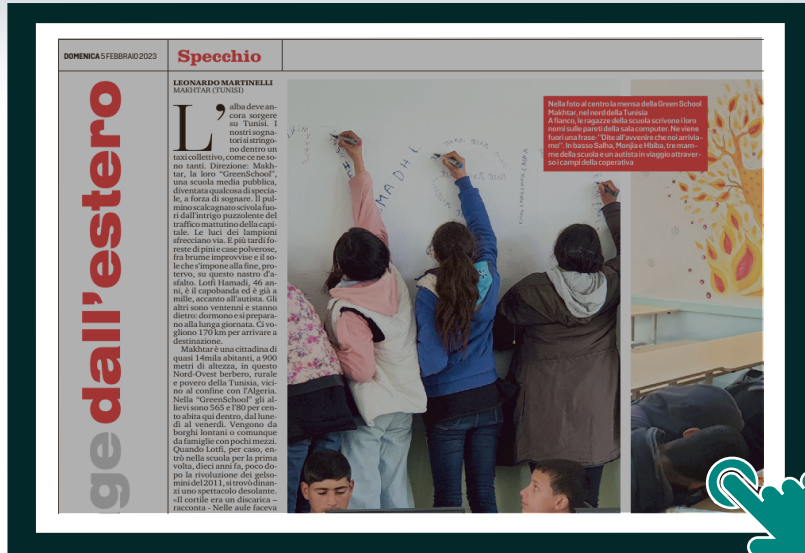 DOMENICA 5 FEBBRAIO 2023
Specchio
ge dall'estero
LEONARDO MARTINELLI
MAKHTAR (TUNISI)
L'alba deve an-
cora sorgere
su Tunisi. I
nostri sogna-
tori si stringo-
no dentro un
taxi collettivo, come ce ne so-
no tanti. Direzione: Makh-
tar, la loro “GreenSchool”,
una scuola media pubblica,
diventata qualcosa di specia-
le, a forza di sognare. Il pul-
mino scalcagnato scivola fuo-
ri dall'intrigo puzzolente del
traffico mattutino della capi-
tale. Le luci dei lampioni
sfrecciano via. E più tardi fo-
reste di pini e case polverose,
fra brume improvvise e il so-
le che s'impone alla fine, pro-
tervo, su questo nastro d'a-
sfalto. Lotfi Hamadi, 46 an-
ni, è il capobanda ed è già a
mille, accanto all'autista. Gli
altri sono ventenni e stanno
dietro: dormono e si prepara-
no alla lunga giornata. Ci vo-
gliono 170 km per arrivare a
destinazione.
Makhtar è una cittadina di
quasi 14mila abitanti, a 900
metri di altezza, in questo
Nord-Ovest berbero, rurale
e povero della Tunisia, vici-
no al confine con l'Algeria.
Nella “GreenSchool” gli al-
lievi sono 565 e l'80 per cen-
to abita qui dentro, dal lune-
dì al venerdì. Vengono da
borghi lontani o comunque
da famiglie con pochi mezzi.
Quando Lotfi, per caso, en-
trò nella scuola per la prima
volta, dieci anni fa, poco do-
po la rivoluzione dei gelso-
mini del 2011, si trovò dinan-
zi uno spettacolo desolante.
«Il cortile era un discarica –
racconta - Nelle aule faceva
Nella foto al centro la mensa della Green School
Makhtar, nel nord della Tunisia
A fianco, le ragazze della scuola scrivono i loro
nomi sulle pareti della sala computer. Ne viene
fuori una frase: “Dite all'avvenire che noi arrivia-
mo”. In basso Salha, Monjia e Hbiba, tre mam-
me della scuola e un autista in viaggio attraver-
so i campi della coperativa
MADHI